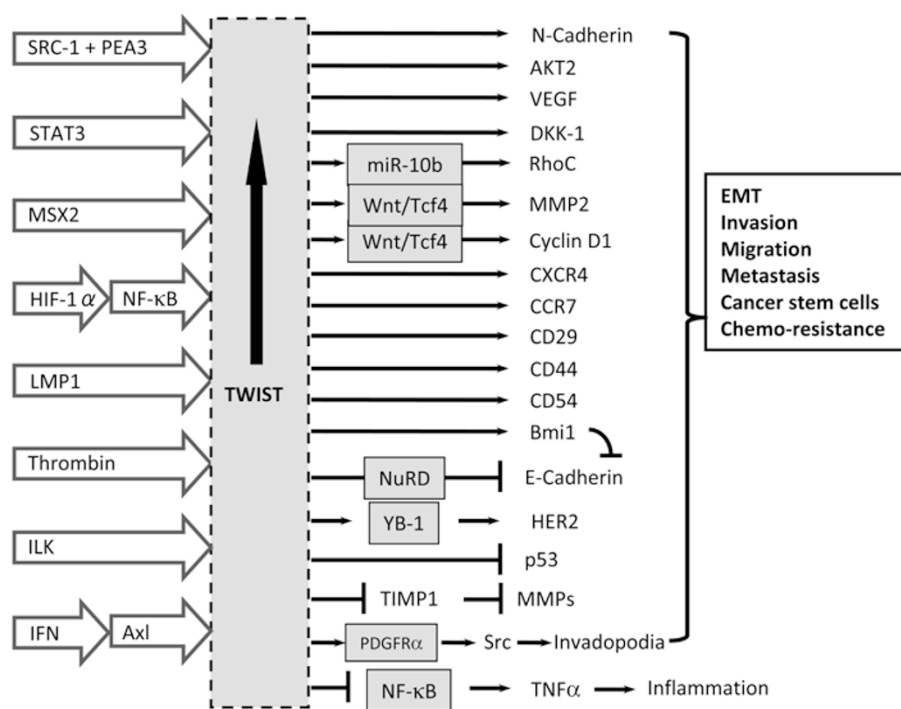 SRC-1 + PEA3
STAT3
MSX2
HIF-1 α NF-κB
LMP1
Thrombin
ILK
IFN Axl
TWIST
N-Cadherin
AKT2
VEGF
DKK-1
miR-10b RhoC
Wnt/Tcf4 MMP2
Wnt/Tcf4 Cyclin D1
CXCR4
CCR7
CD29
CD44
CD54
Bmi1
NuRD E-Cadherin
YB-1 HER2
p53
TIMP1 MMPs
PDGFRα Src Invadopodia
NF-κB TNFα Inflammation
EMT
Invasion
Migration
Metastasis
Cancer stem cells
Chemo-resistance